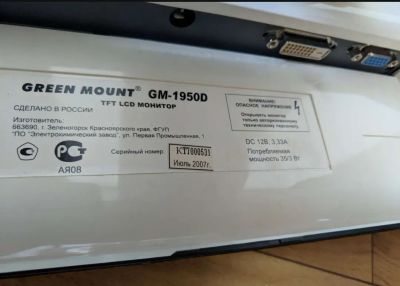 GREEN MOUNT® GM-1950D
TFT LCD МОНИТОР
СДЕЛАНО В РОССИИ
Изготовитель:
663690, г. Зеленогорск Красноярского края, ФГУП
"ПО "Электрохимический завод", ул. Первая Промышленная, 1
Серийный номер:
КТ7000531
Июль 2007г.
АЯ08
ВНИМАНИЕ:
ОПАСНОЕ НАПРЯЖЕНИЕ
Открывать монитор
только авторизованному
техническому персоналу
DC 12В, 3,33А
Потребляемая
мощность 35/3 Вт